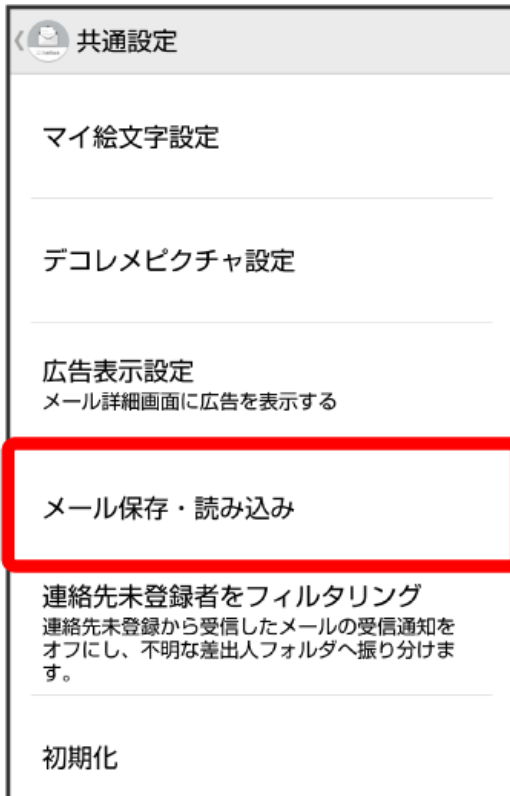 共通設定
マイ絵文字設定
デコレメピクチャ設定
広告表示設定
メール詳細画面に広告を表示する
メール保存・読み込み
連絡先未登録者をフィルタリング
連絡先未登録から受信したメールの受信通知を
オフにし、不明な差出人フォルダへ振り分けま
す。
初期化